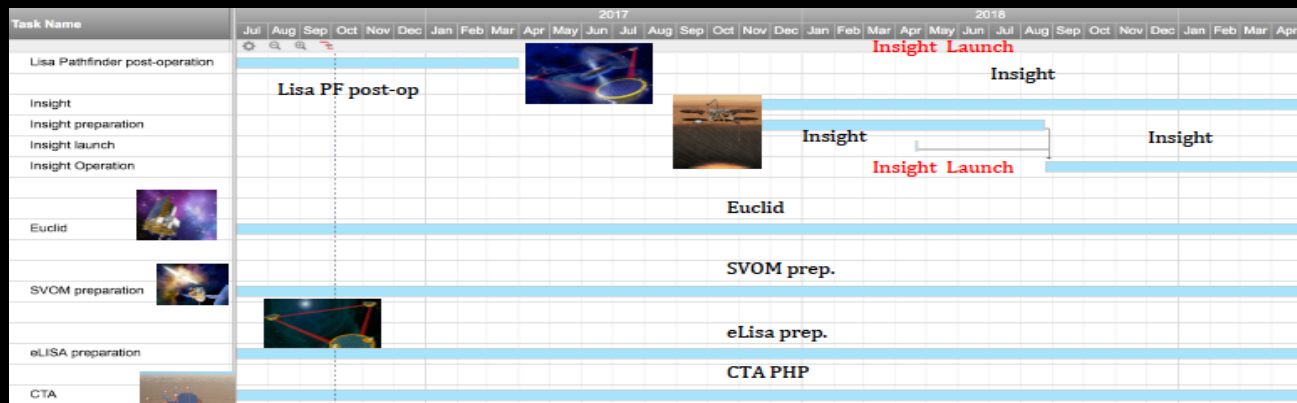 2017 2018
Task Name
Jul Aug Sep Oct Nov Dec Jan Feb Mar Apr May Jun Jul Aug Sep Oct Nov Dec Jan Feb Mar Apr May Jun Jul Aug Sep Oct Nov Dec Jan Feb Mar Apr
Insight Launch
Lisa Pathfinder post-operation
Insight
Lisa PF post-op
Insight
Insight preparation
Insight Insight
Insight launch
Insight Operation
Insight Launch
Euclid
Euclid
SVOM prep.
SVOM preparation
eLisa prep.
eLISA preparation
CTA PHP
CTA